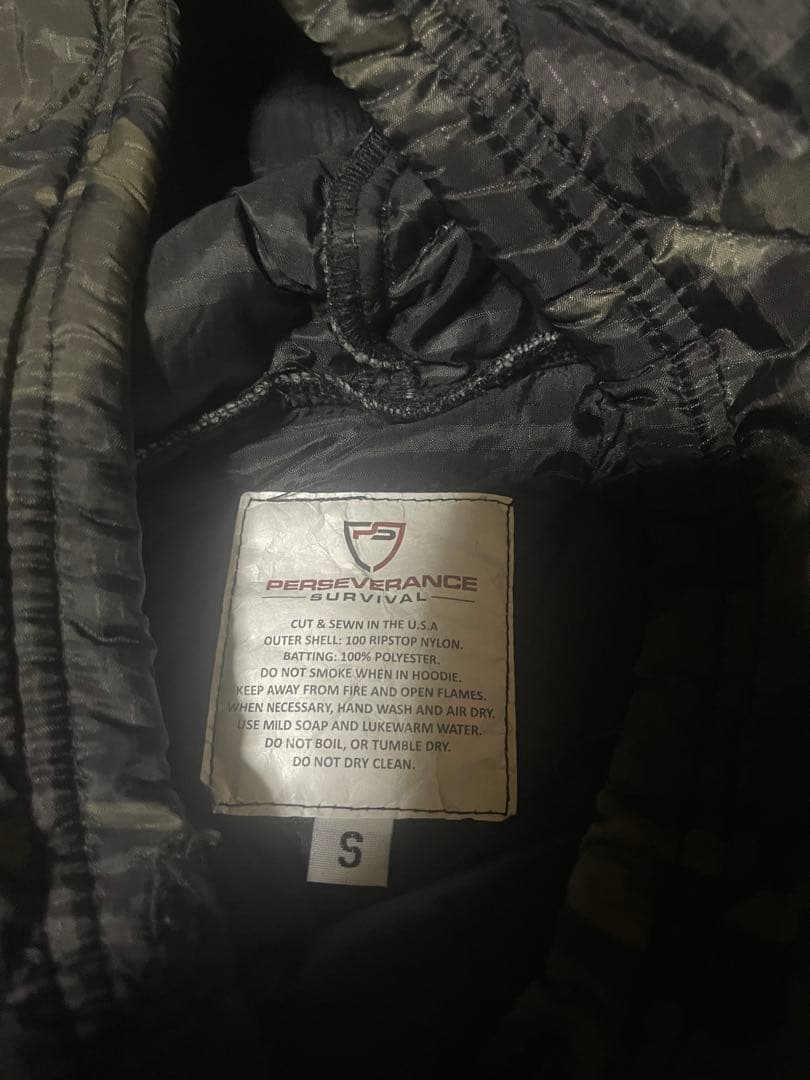 PS
PERSEVERANCE
SURVIVAL
CUT & SEWN IN THE U.S.A
OUTER SHELL: 100 RIPSTOP NYLON.
BATTING: 100% POLYESTER.
DO NOT SMOKE WHEN IN HOODIE.
KEEP AWAY FROM FIRE AND OPEN FLAMES.
WHEN NECESSARY, HAND WASH AND AIR DRY.
USE MILD SOAP AND LUKEWARM WATER.
DO NOT BOIL, OR TUMBLE DRY.
DO NOT DRY CLEAN.
S